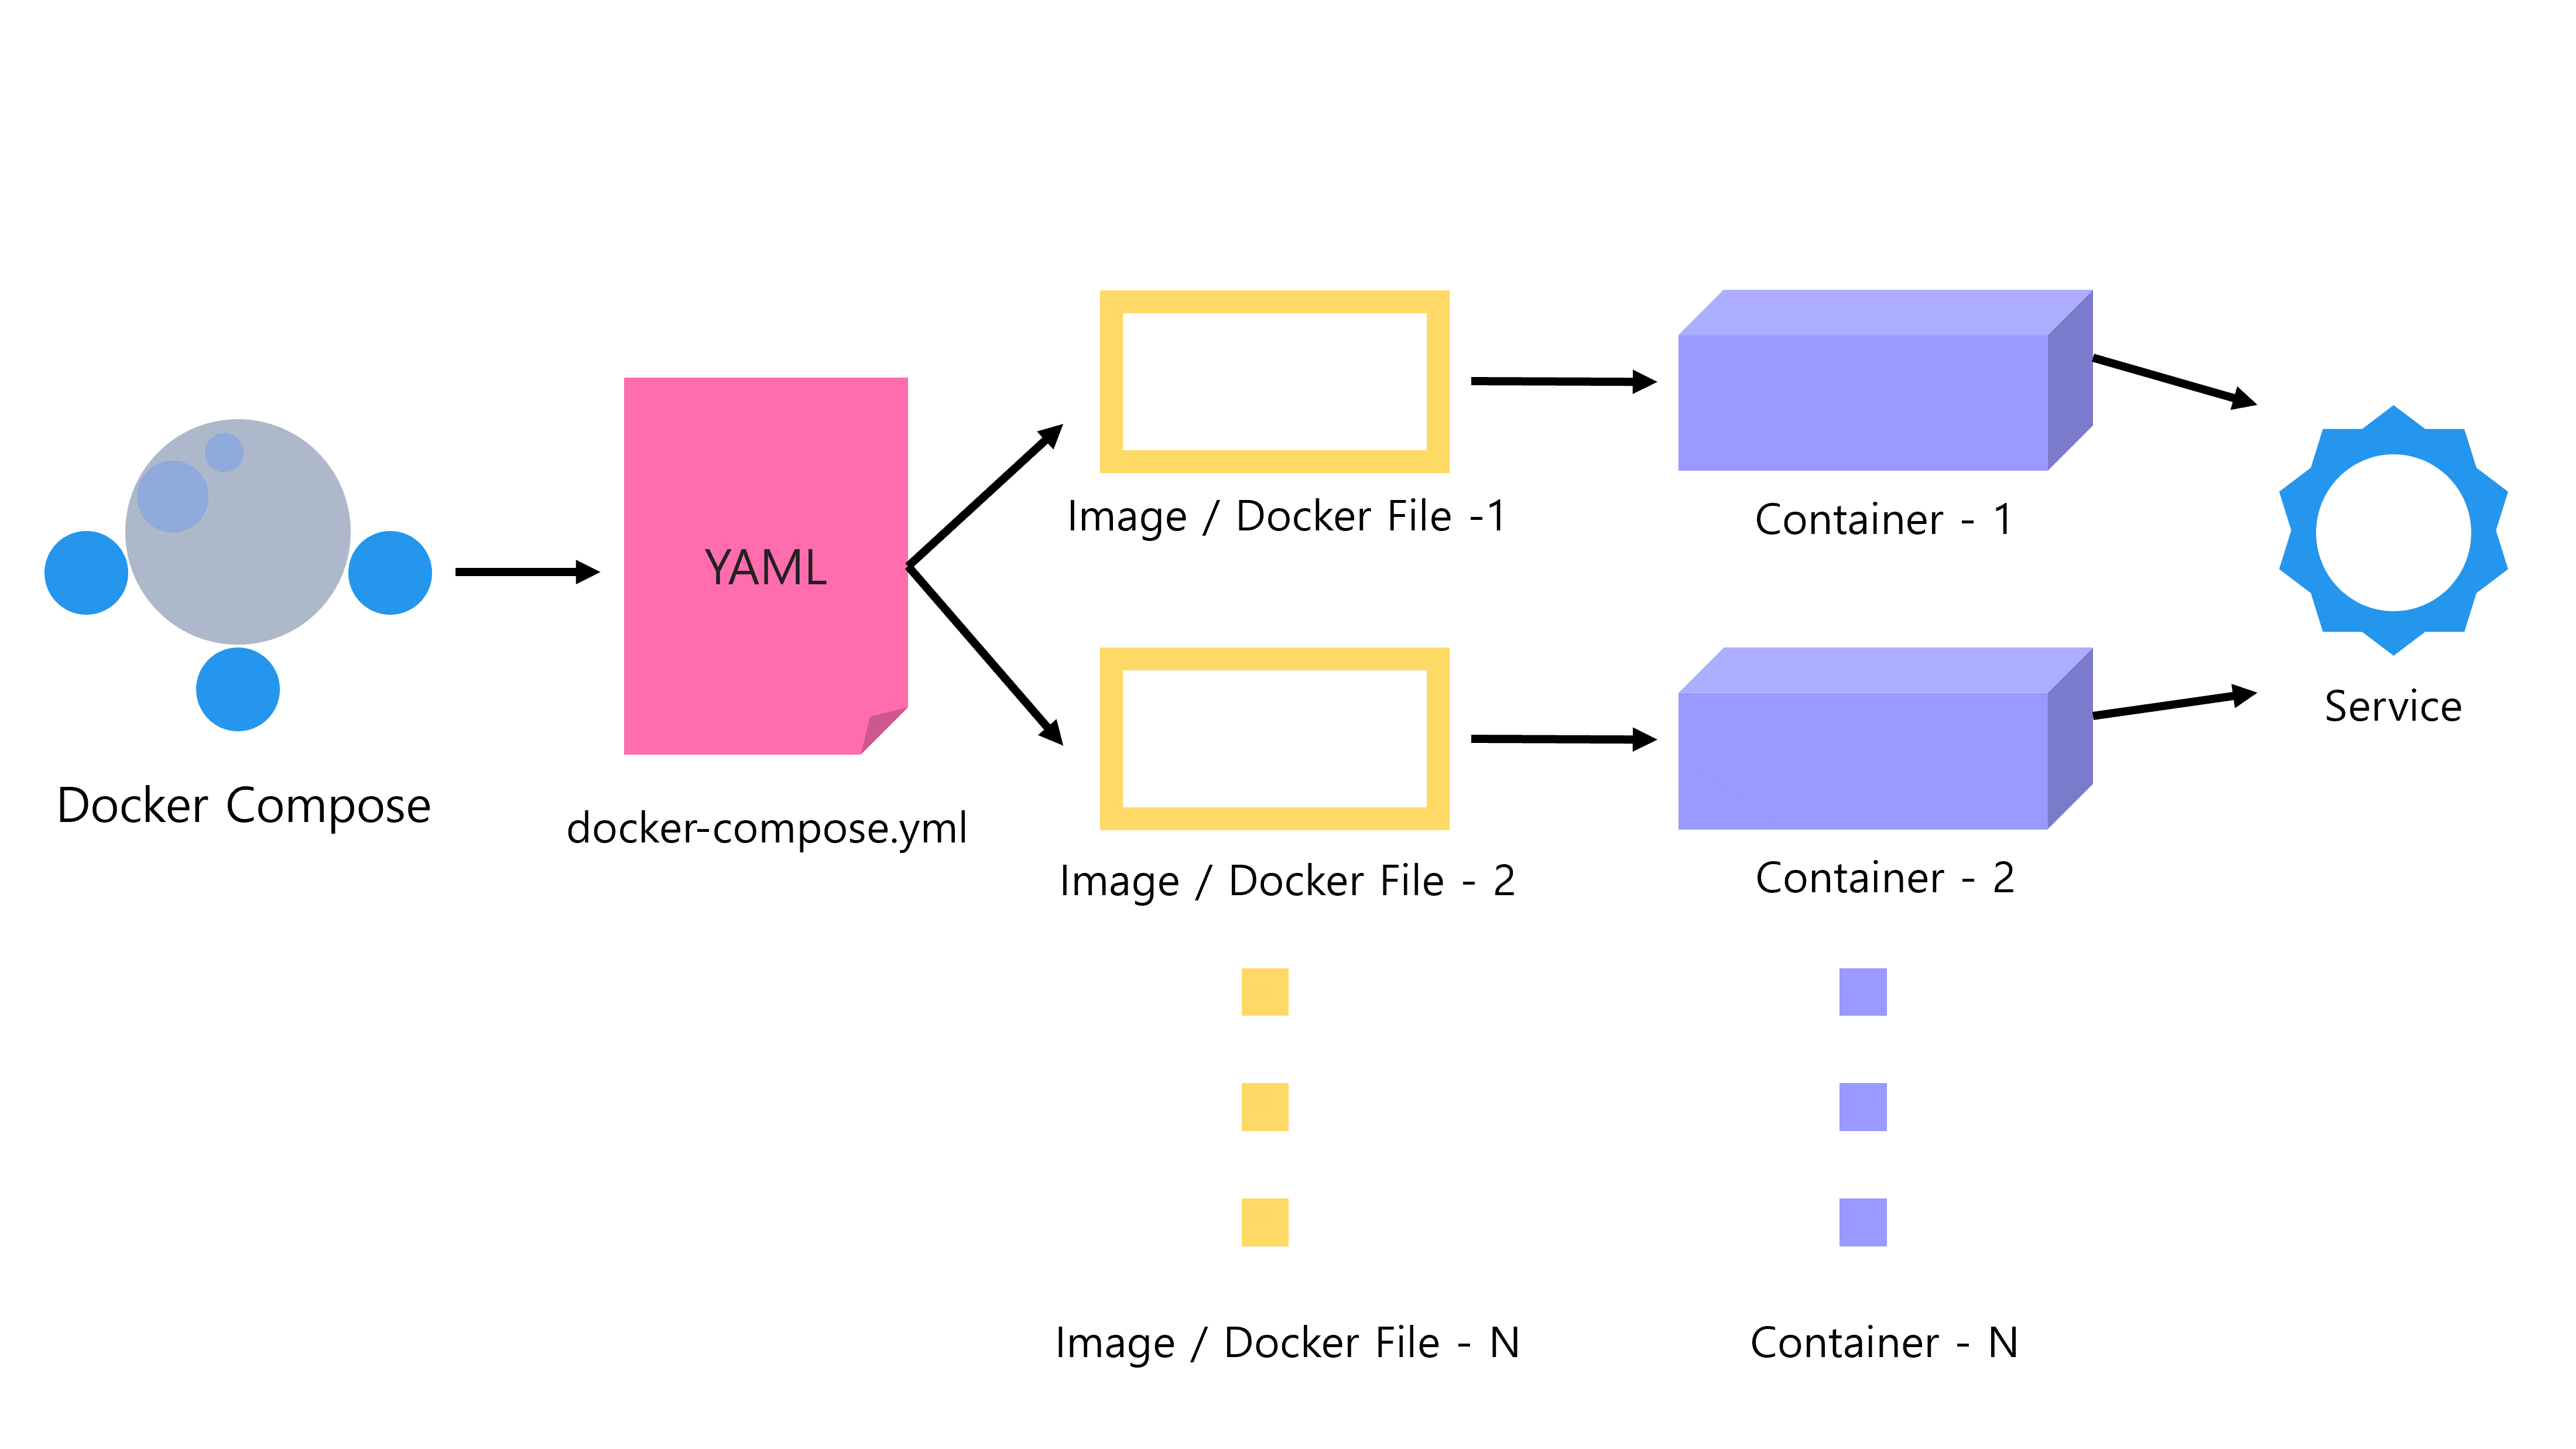 Docker Compose
YAML
docker-compose.yml
Image / Docker File -1
Container - 1
Image / Docker File - 2
Container - 2
Service
Image / Docker File - N
Container - N